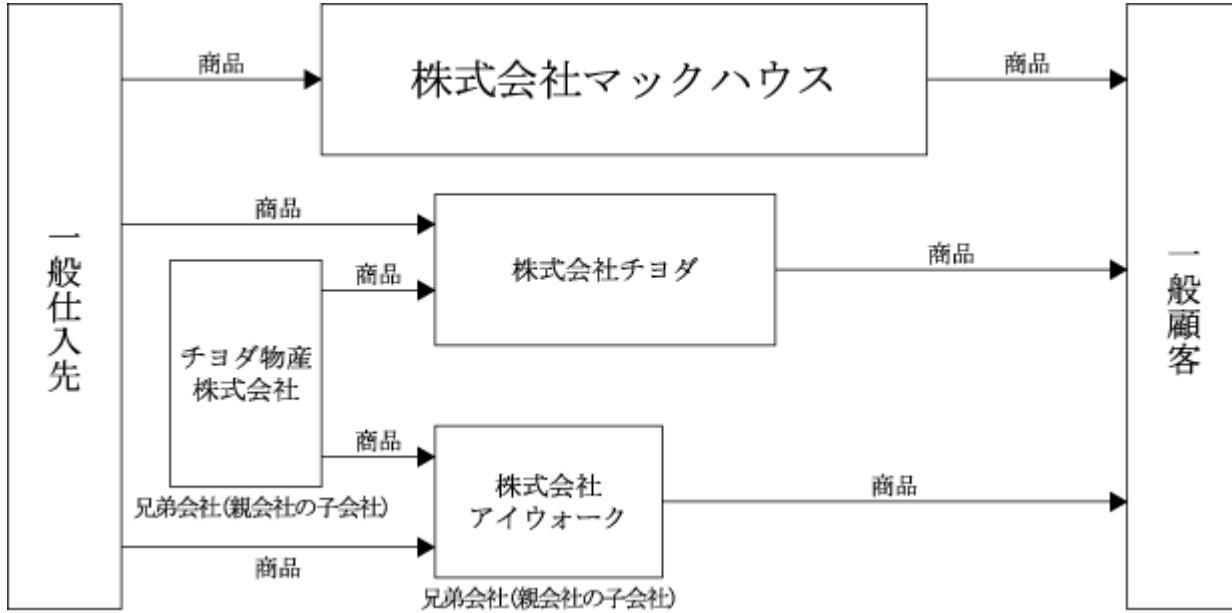 一般仕入先
商品
株式会社マックハウス
商品
商品
株式会社チヨダ
商品
商品
チヨダ物産
株式会社
兄弟会社(親会社の子会社)
商品
株式会社
アイウォーク
商品
商品
兄弟会社(親会社の子会社)
一般顧客